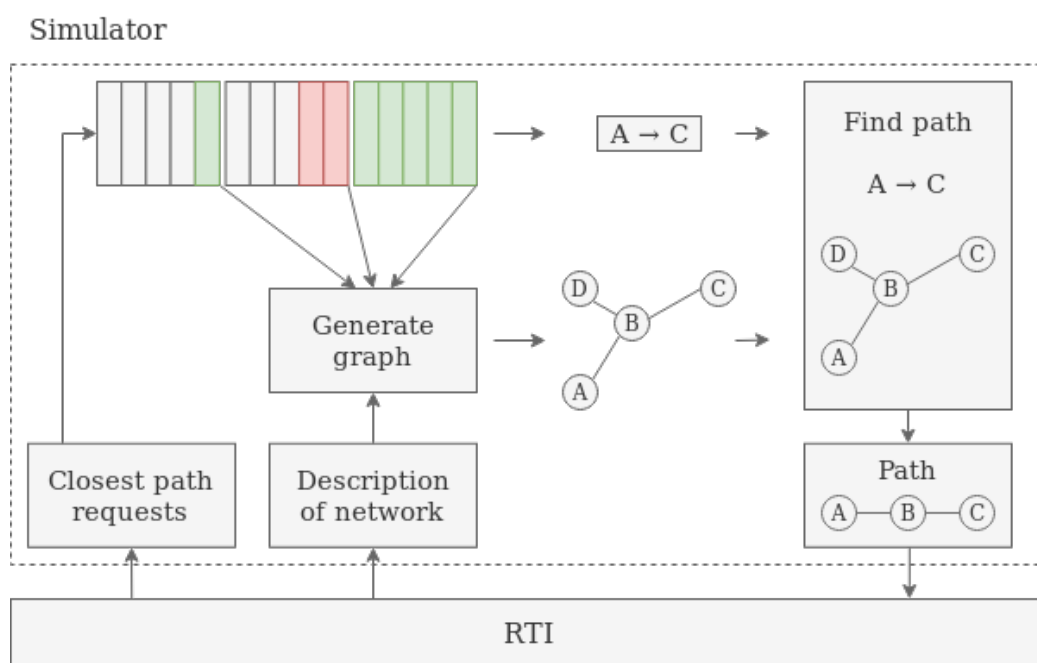 Simulator
A → C
Find path
A → C
D
C
B
A
Generate
graph
D
C
B
A
Closest path
requests
Description
of network
Path
A
B
C
RTI